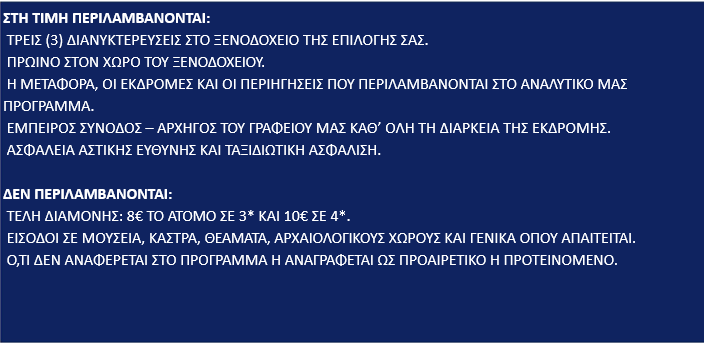 ΣΤΗ ΤΙΜΗ ΠΕΡΙΛΑΜΒΑΝΟΝΤΑΙ:
ΤΡΕΙΣ (3) ΔΙΑΝΥΚΤΕΡΕΥΣΕΙΣ ΣΤΟ ΞΕΝΟΔΟΧΕΙΟ ΤΗΣ ΕΠΙΛΟΓΗΣ ΣΑΣ.
ΠΡΩΙΝΟ ΣΤΟΝ ΧΩΡΟ ΤΟΥ ΞΕΝΟΔΟΧΕΙΟΥ.
Η ΜΕΤΑΦΟΡΑ, ΟΙ ΕΚΔΡΟΜΕΣ ΚΑΙ ΟΙ ΠΕΡΙΗΓΗΣΕΙΣ ΠΟΥ ΠΕΡΙΛΑΜΒΑΝΟΝΤΑΙ ΣΤΟ ΑΝΑΛΥΤΙΚΟ ΜΑΣ
ΠΡΟΓΡΑΜΜΑ.
ΕΜΠΕΙΡΟΣ ΣΥΝΟΔΟΣ – ΑΡΧΗΓΟΣ ΤΟΥ ΓΡΑΦΕΙΟΥ ΜΑΣ ΚΑΘ’ ΟΛΗ ΤΗ ΔΙΑΡΚΕΙΑ ΤΗΣ ΕΚΔΡΟΜΗΣ.
ΑΣΦΑΛΕΙΑ ΑΣΤΙΚΗΣ ΕΥΘΥΝΗΣ ΚΑΙ ΤΑΞΙΔΙΩΤΙΚΗ ΑΣΦΑΛΙΣΗ.
ΔΕΝ ΠΕΡΙΛΑΜΒΑΝΟΝΤΑΙ:
ΤΕΛΗ ΔΙΑΜΟΝΗΣ: 8€ ΤΟ ΑΤΟΜΟ ΣΕ 3* ΚΑΙ 10€ ΣΕ 4*.
ΕΙΣΟΔΟΙ ΣΕ ΜΟΥΣΕΙΑ, ΚΑΣΤΡΑ, ΘΕΑΜΑΤΑ, ΑΡΧΑΙΟΛΟΓΙΚΟΥΣ ΧΩΡΟΥΣ ΚΑΙ ΓΕΝΙΚΑ ΟΠΟΥ ΑΠΑΙΤΕΙΤΑΙ.
Ο,ΤΙ ΔΕΝ ΑΝΑΦΕΡΕΤΑΙ ΣΤΟ ΠΡΟΓΡΑΜΜΑ Η ΑΝΑΓΡΑΦΕΤΑΙ ΩΣ ΠΡΟΑΙΡΕΤΙΚΟ Η ΠΡΟΤΕΙΝΟΜΕΝΟ.